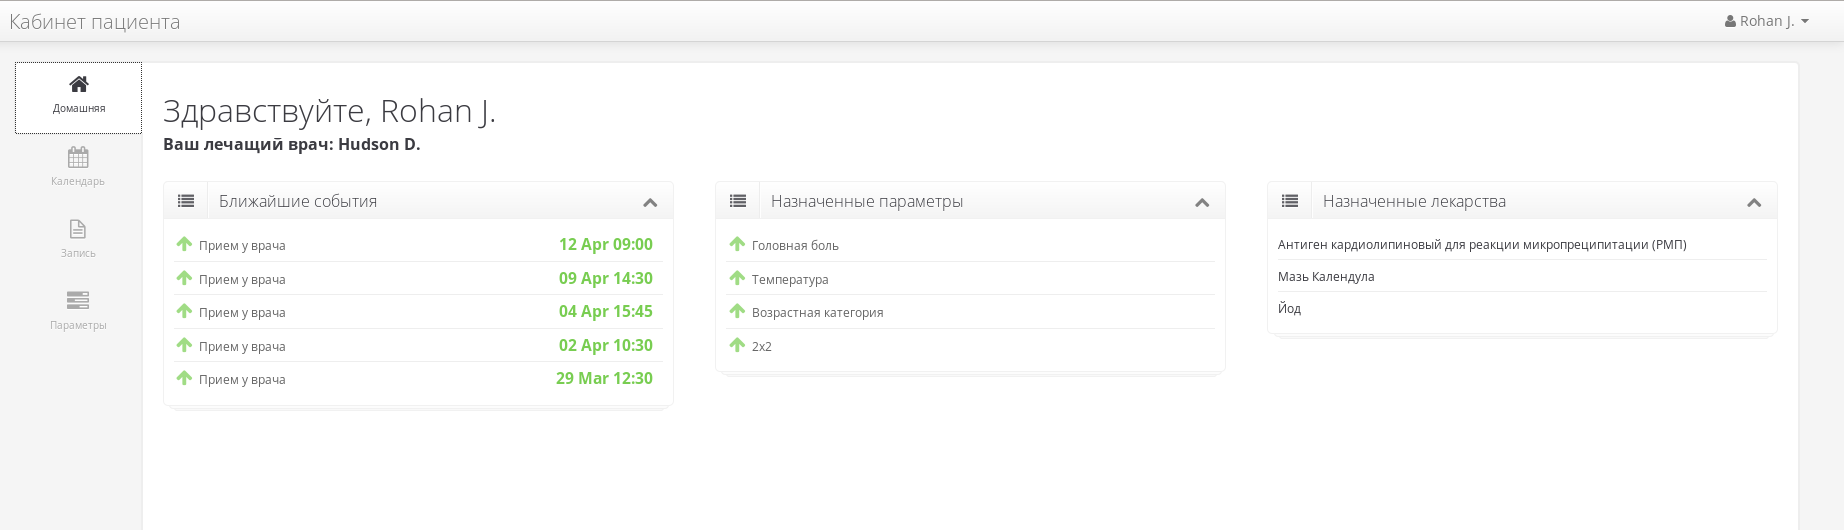 Кабинет пациента
Rohan J.
Домашняя
Календарь
Запись
Параметры
Здравствуйте, Rohan J.
Ваш лечащий врач: Hudson D.
Ближайшие события
Прием у врача 12 Apr 09:00
Прием у врача 09 Apr 14:30
Прием у врача 04 Apr 15:45
Прием у врача 02 Apr 10:30
Прием у врача 29 Mar 12:30
Назначенные параметры
Головная боль
Температура
Возрастная категория
2x2
Назначенные лекарства
Антиген кардиолипиновый для реакции микропреципитации (РМП)
Мазь Календула
Йод